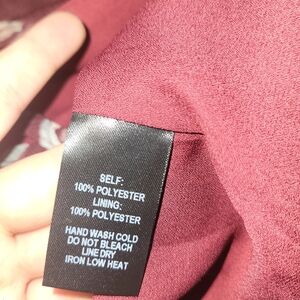 SELF:
100% POLYESTER
LINING:
100% POLYESTER
HAND WASH COLD
DO NOT BLEACH
LINE DRY
IRON LOW HEAT